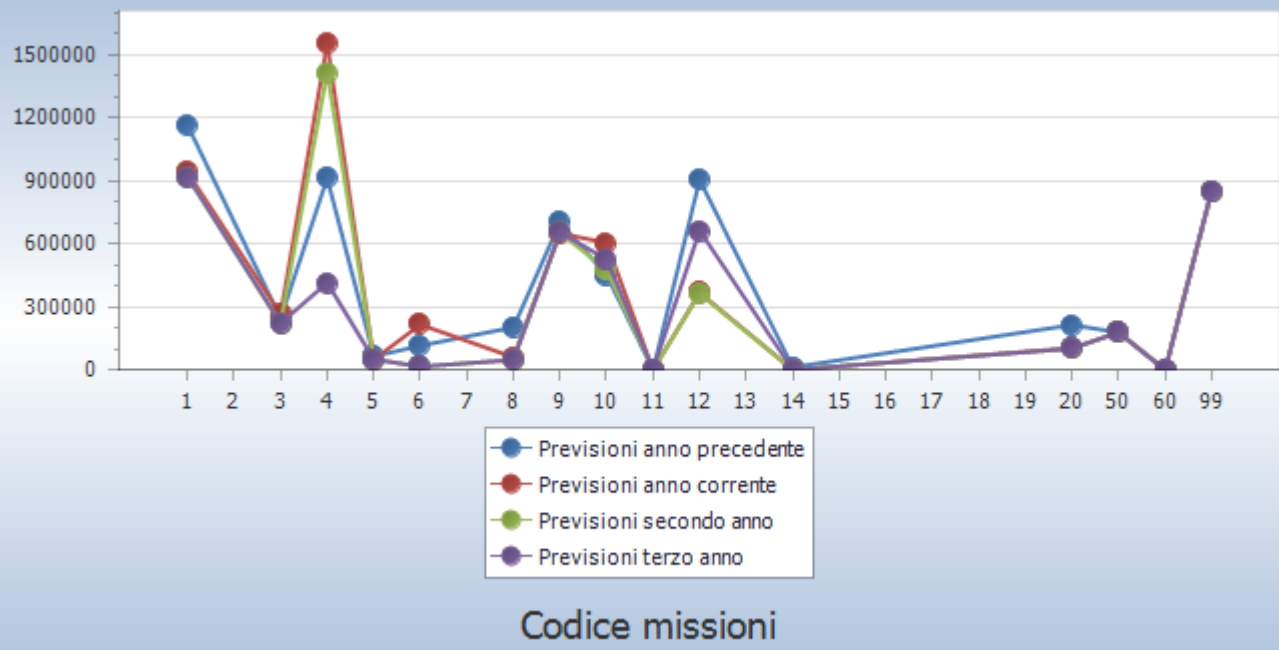 1500000
1200000
900000
600000
300000
0
1 2 3 4 5 6 7 8 9 10 11 12 13 14 15 16 17 18 19 20 50 60 99
Previsioni anno precedente
Previsioni anno corrente
Previsioni secondo anno
Previsioni terzo anno
Codice missioni